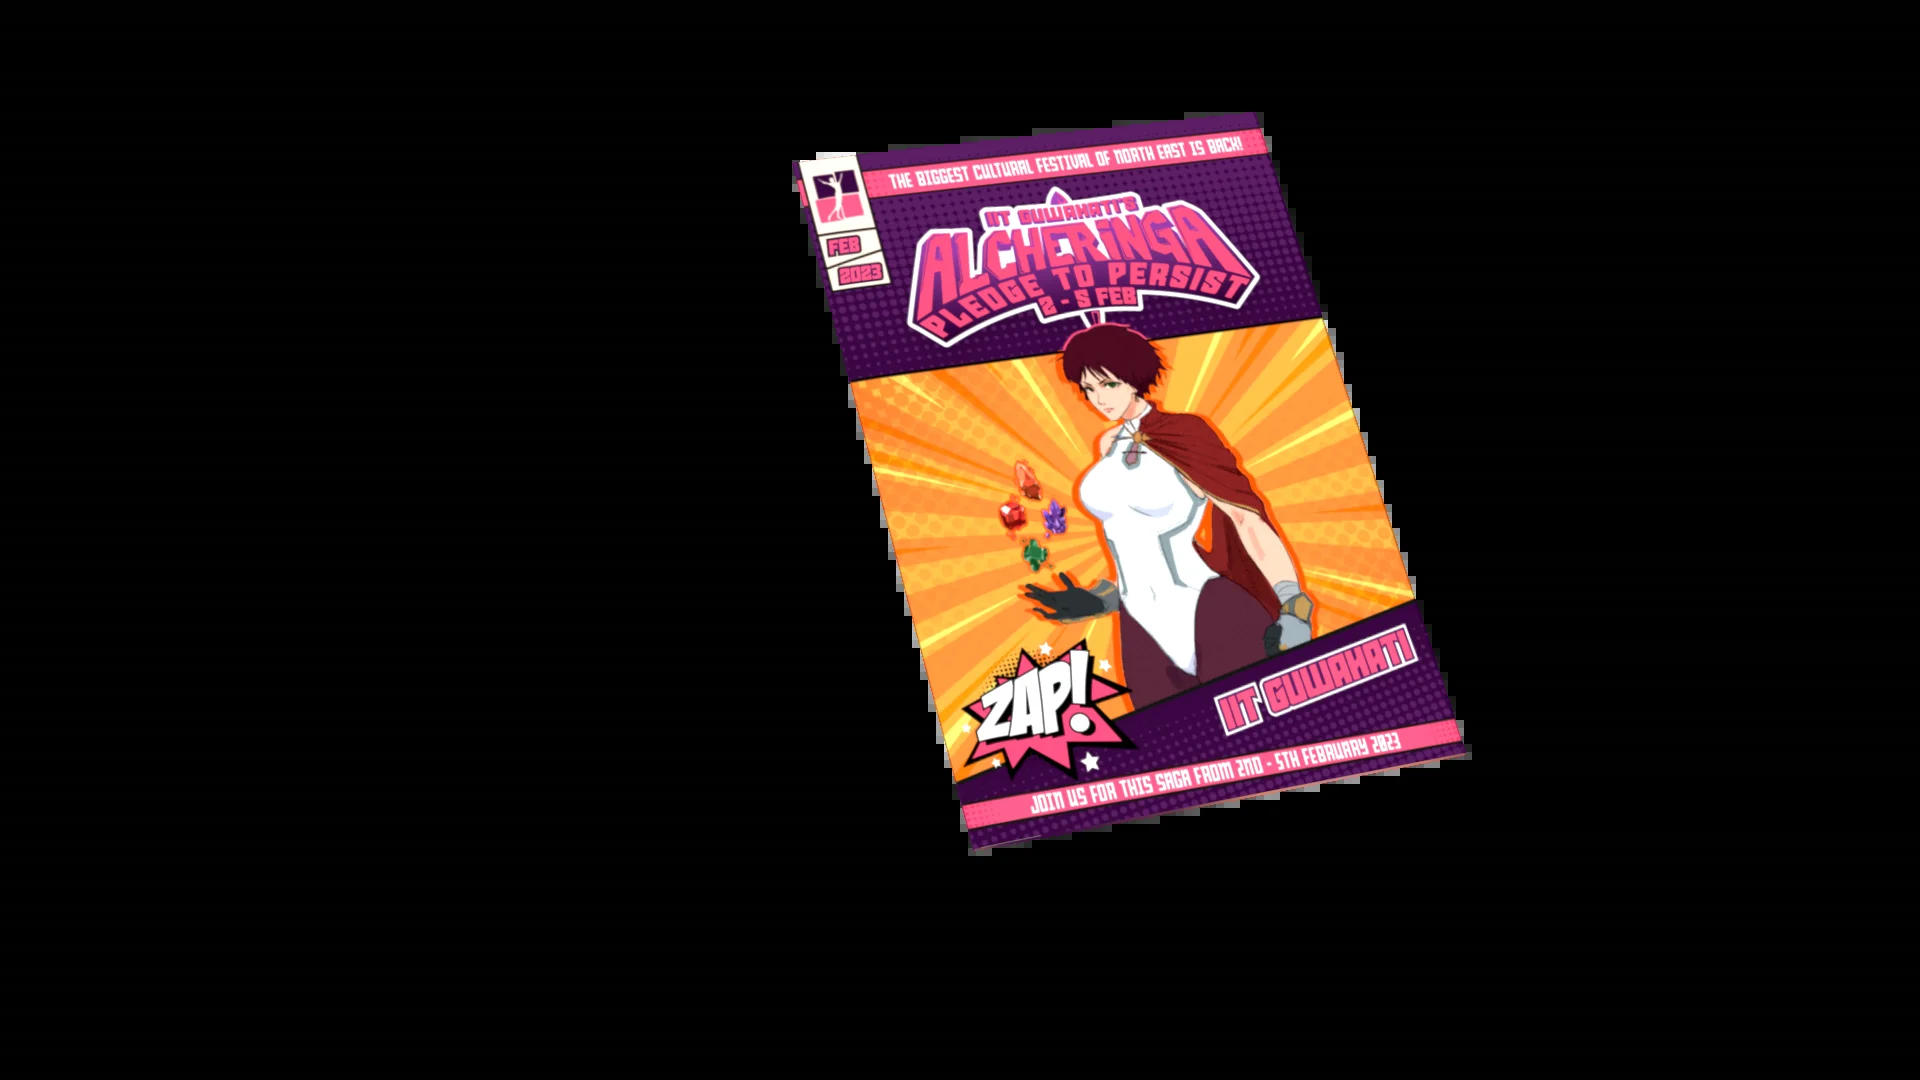 THE BIGGEST CULTURAL FESTIVAL OF NORTH EAST IS BACK!
FEB
2023
IIT GUWAHATI'S
ALCHERINGA
PLEDGE TO PERSIST
2 - 5 FEB
ZAP!
IIT GUWAHATI
JOIN US FOR THIS SAGA FROM 2ND - 5TH FEBRUARY 2023